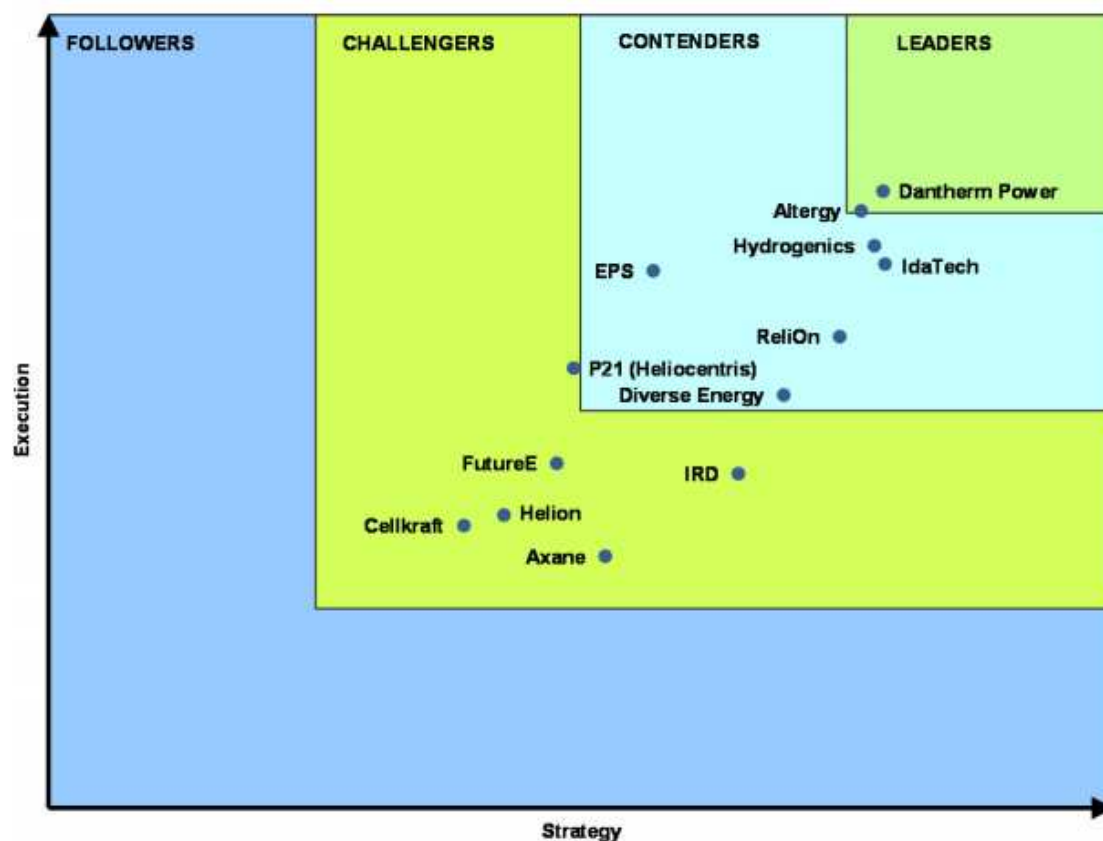 FOLLOWERS
CHALLENGERS
CONTENDERS
LEADERS
Dantherm Power
Altergy
Hydrogenics
IdaTech
EPS
ReliOn
P21 (Heliocentris)
Diverse Energy
Execution
FutureE
IRD
Helion
Cellkraft
Axane
Strategy